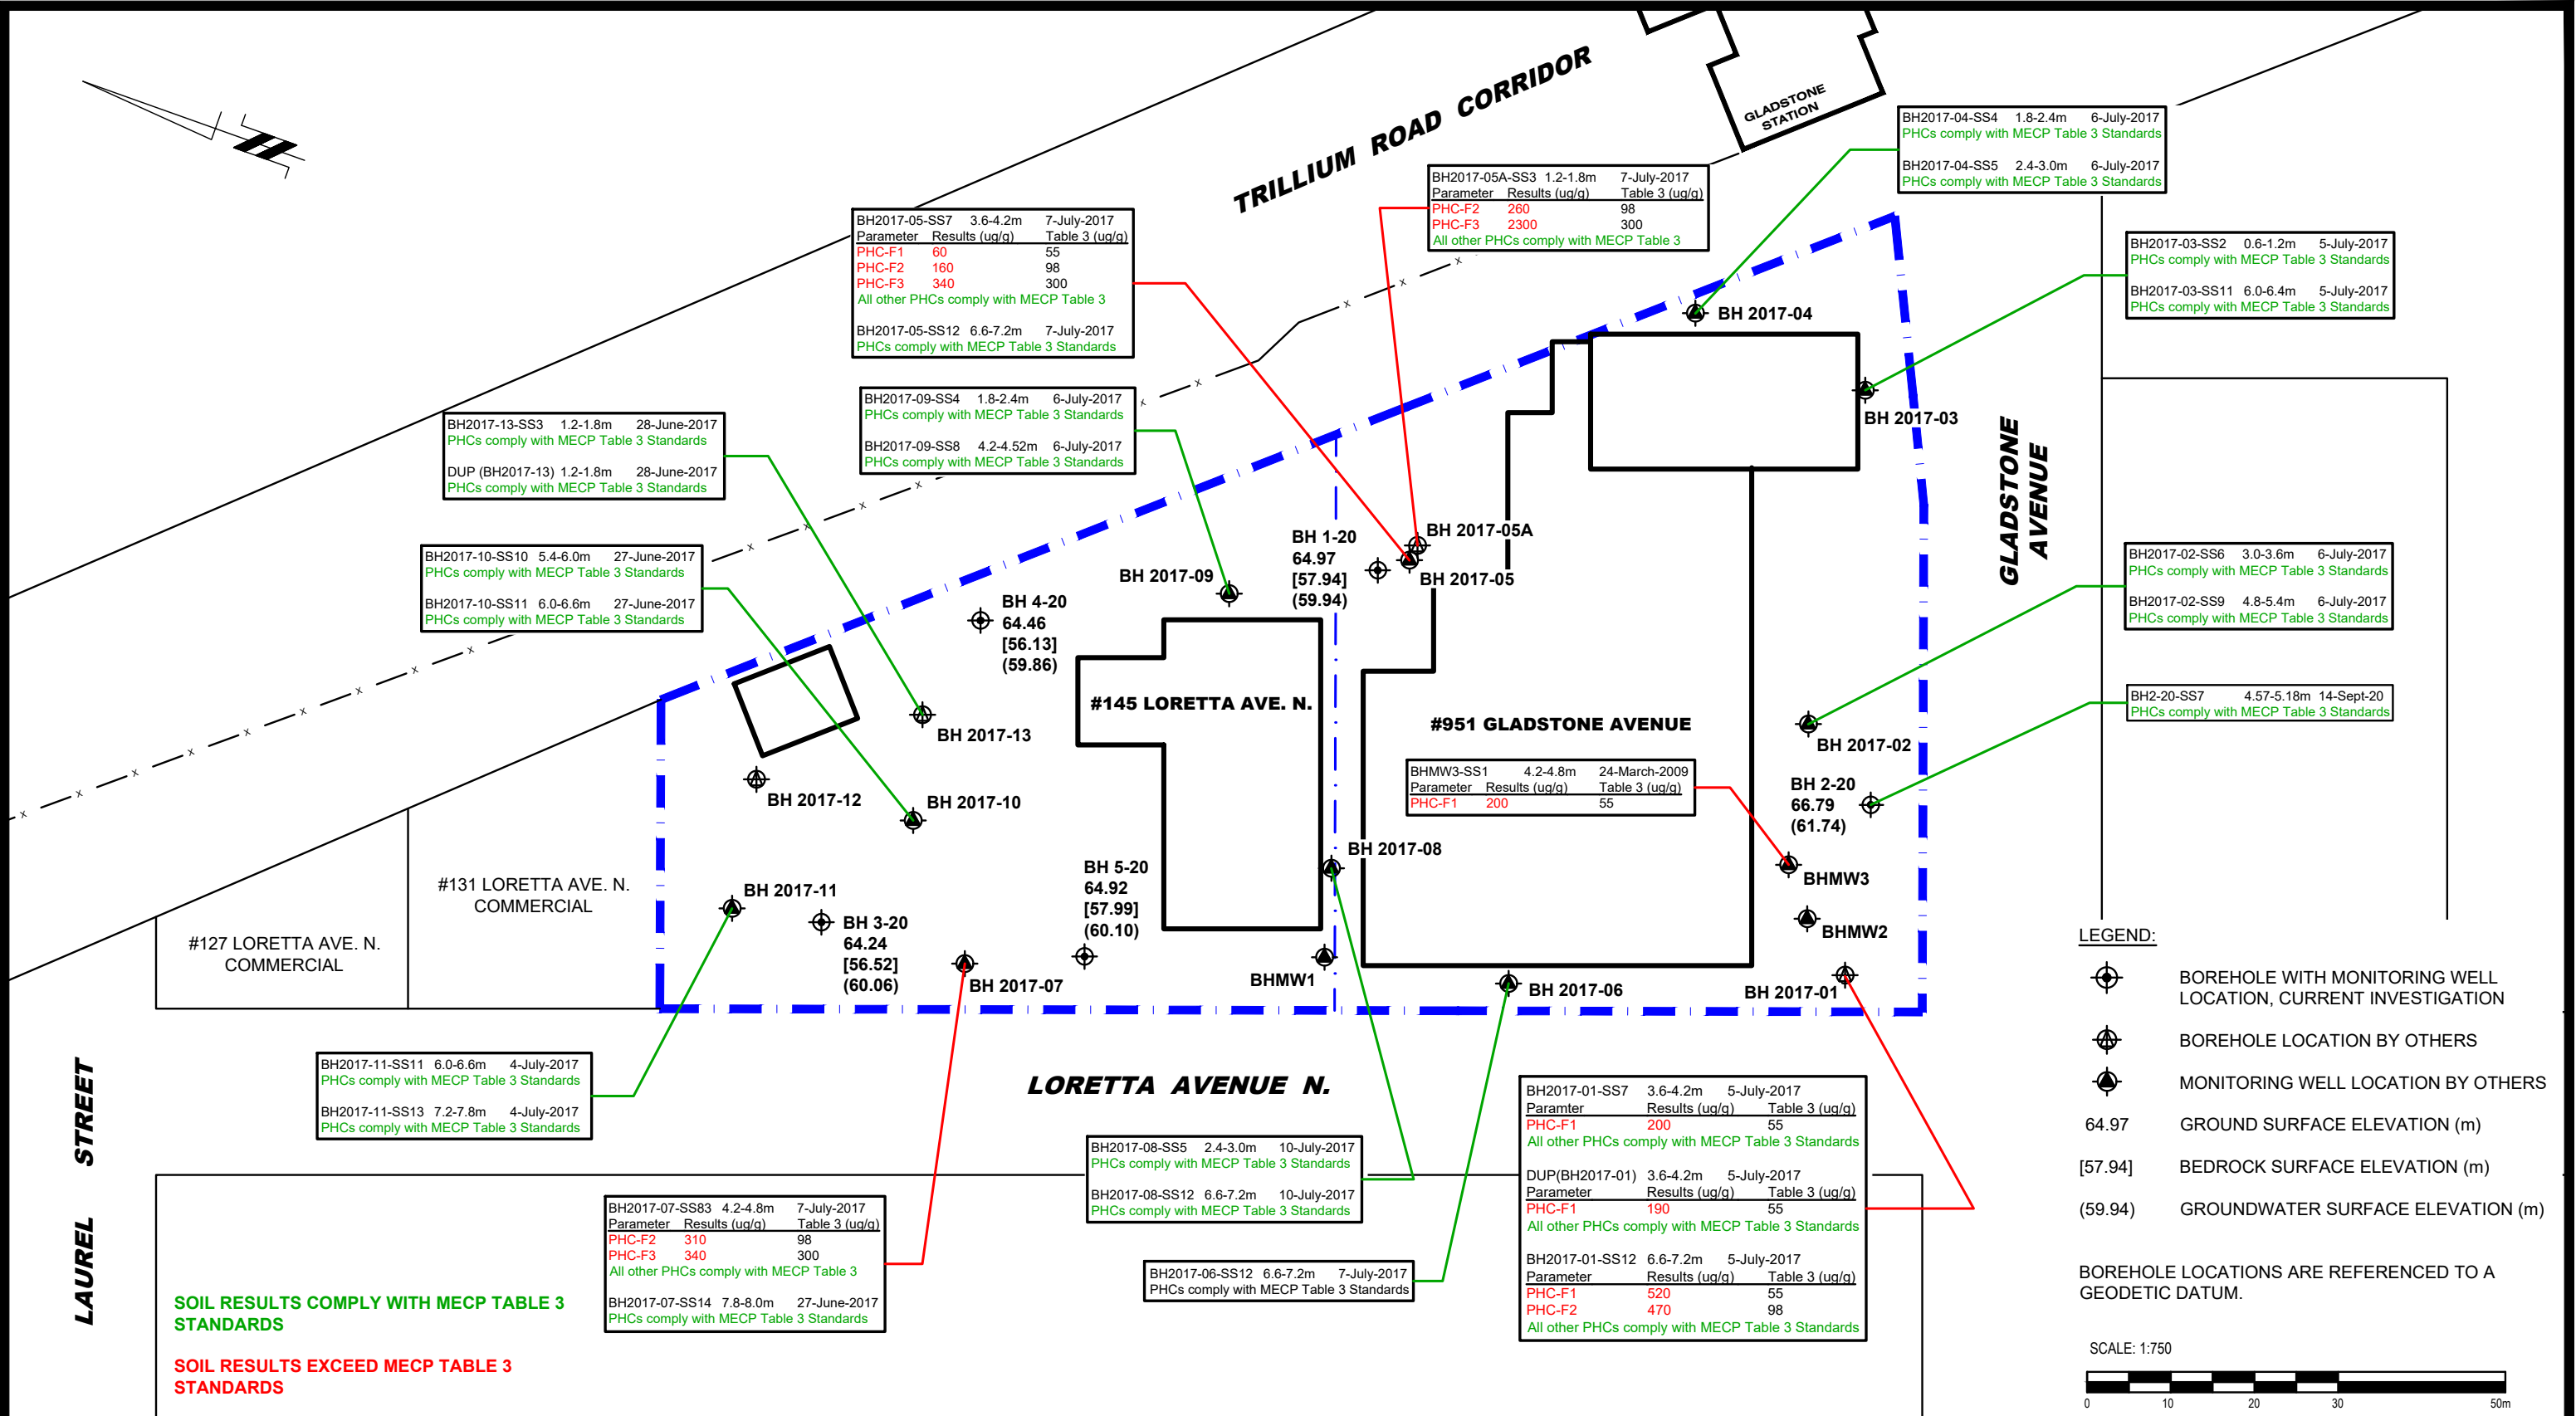 TRILLIUM ROAD CORRIDOR
GLADSTONE
STATION
BH2017-04-SS4 1.8-2.4m 6-July-2017
PHCs comply with MECP Table 3 Standards
BH2017-04-SS5 2.4-3.0m 6-July-2017
PHCs comply with MECP Table 3 Standards
BH2017-05A-SS3 1.2-1.8m 7-July-2017
Parameter Results (ug/g) Table 3 (ug/g)
PHC-F2 260 98
PHC-F3 2300 300
All other PHCs comply with MECP Table 3
BH2017-05-SS7 3.6-4.2m 7-July-2017
Parameter Results (ug/g) Table 3 (ug/g)
PHC-F1 60 55
PHC-F2 160 98
PHC-F3 340 300
All other PHCs comply with MECP Table 3
BH2017-05-SS12 6.6-7.2m 7-July-2017
PHCs comply with MECP Table 3 Standards
BH2017-03-SS2 0.6-1.2m 5-July-2017
PHCs comply with MECP Table 3 Standards
BH2017-03-SS11 6.0-6.4m 5-July-2017
PHCs comply with MECP Table 3 Standards
BH 2017-04
BH 2017-03
BH2017-09-SS4 1.8-2.4m 6-July-2017
PHCs comply with MECP Table 3 Standards
BH2017-09-SS8 4.2-4.52m 6-July-2017
PHCs comply with MECP Table 3 Standards
BH2017-13-SS3 1.2-1.8m 28-June-2017
PHCs comply with MECP Table 3 Standards
DUP (BH2017-13) 1.2-1.8m 28-June-2017
PHCs comply with MECP Table 3 Standards
GLADSTONE
AVENUE
BH2017-10-SS10 5.4-6.0m 27-June-2017
PHCs comply with MECP Table 3 Standards
BH2017-10-SS11 6.0-6.6m 27-June-2017
PHCs comply with MECP Table 3 Standards
BH 2017-05A
BH 1-20
64.97
[57.94]
(59.94)
BH 2017-05
BH 2017-09
BH 4-20
64.46
[56.13]
(59.86)
BH2017-02-SS6 3.0-3.6m 6-July-2017
PHCs comply with MECP Table 3 Standards
BH2017-02-SS9 4.8-5.4m 6-July-2017
PHCs comply with MECP Table 3 Standards
BH2-20-SS7 4.57-5.18m 14-Sept-20
PHCs comply with MECP Table 3 Standards
#145 LORETTA AVE. N.
#951 GLADSTONE AVENUE
BH 2017-13
BH 2017-02
BHMW3-SS1 4.2-4.8m 24-March-2009
Parameter Results (ug/g) Table 3 (ug/g)
PHC-F1 200 55
BH 2-20
66.79
(61.74)
BH 2017-12
BH 2017-10
BH 2017-08
BHMW3
BHMW2
#131 LORETTA AVE. N.
COMMERCIAL
#127 LORETTA AVE. N.
COMMERCIAL
BH 2017-11
BH 3-20
64.24
[56.52]
(60.06)
BH 5-20
64.92
[57.99]
(60.10)
BH 2017-07
BHMW1
BH 2017-06
BH 2017-01
LEGEND:
BOREHOLE WITH MONITORING WELL
LOCATION, CURRENT INVESTIGATION
BOREHOLE LOCATION BY OTHERS
MONITORING WELL LOCATION BY OTHERS
64.97 GROUND SURFACE ELEVATION (m)
[57.94] BEDROCK SURFACE ELEVATION (m)
(59.94) GROUNDWATER SURFACE ELEVATION (m)
BOREHOLE LOCATIONS ARE REFERENCED TO A
GEODETIC DATUM.
SCALE: 1:750
0 10 20 30 50m
LORETTA AVENUE N.
LAUREL STREET
BH2017-11-SS11 6.0-6.6m 4-July-2017
PHCs comply with MECP Table 3 Standards
BH2017-11-SS13 7.2-7.8m 4-July-2017
PHCs comply with MECP Table 3 Standards
BH2017-07-SS83 4.2-4.8m 7-July-2017
Parameter Results (ug/g) Table 3 (ug/g)
PHC-F2 310 98
PHC-F3 340 300
All other PHCs comply with MECP Table 3
BH2017-07-SS14 7.8-8.0m 27-June-2017
PHCs comply with MECP Table 3 Standards
BH2017-08-SS5 2.4-3.0m 10-July-2017
PHCs comply with MECP Table 3 Standards
BH2017-08-SS12 6.6-7.2m 10-July-2017
PHCs comply with MECP Table 3 Standards
BH2017-06-SS12 6.6-7.2m 7-July-2017
PHCs comply with MECP Table 3 Standards
BH2017-01-SS7 3.6-4.2m 5-July-2017
Paramter Results (ug/g) Table 3 (ug/g)
PHC-F1 200 55
All other PHCs comply with MECP Table 3 Standards
DUP(BH2017-01) 3.6-4.2m 5-July-2017
Parameter Results (ug/g) Table 3 (ug/g)
PHC-F1 190 55
All other PHCs comply with MECP Table 3 Standards
BH2017-01-SS12 6.6-7.2m 5-July-2017
Parameter Results (ug/g) Table 3 (ug/g)
PHC-F1 520 55
PHC-F2 470 98
All other PHCs comply with MECP Table 3 Standards
SOIL RESULTS COMPLY WITH MECP TABLE 3
STANDARDS
SOIL RESULTS EXCEED MECP TABLE 3
STANDARDS